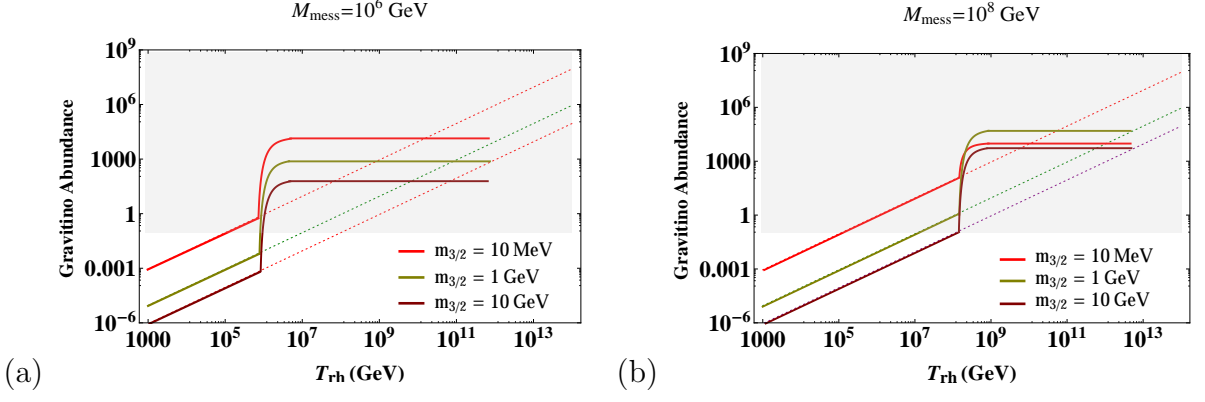 M_mess=10^6 GeV
10^9
10^6
1000
1
0.001
10^-6
Gravitino Abundance
m_3/2 = 10 MeV
m_3/2 = 1 GeV
m_3/2 = 10 GeV
1000 10^5 10^7 10^9 10^11 10^13
T_rh (GeV)
(a)
M_mess=10^8 GeV
10^9
10^6
1000
1
0.001
10^-6
Gravitino Abundance
m_3/2 = 10 MeV
m_3/2 = 1 GeV
m_3/2 = 10 GeV
1000 10^5 10^7 10^9 10^11 10^13
T_rh (GeV)
(b)